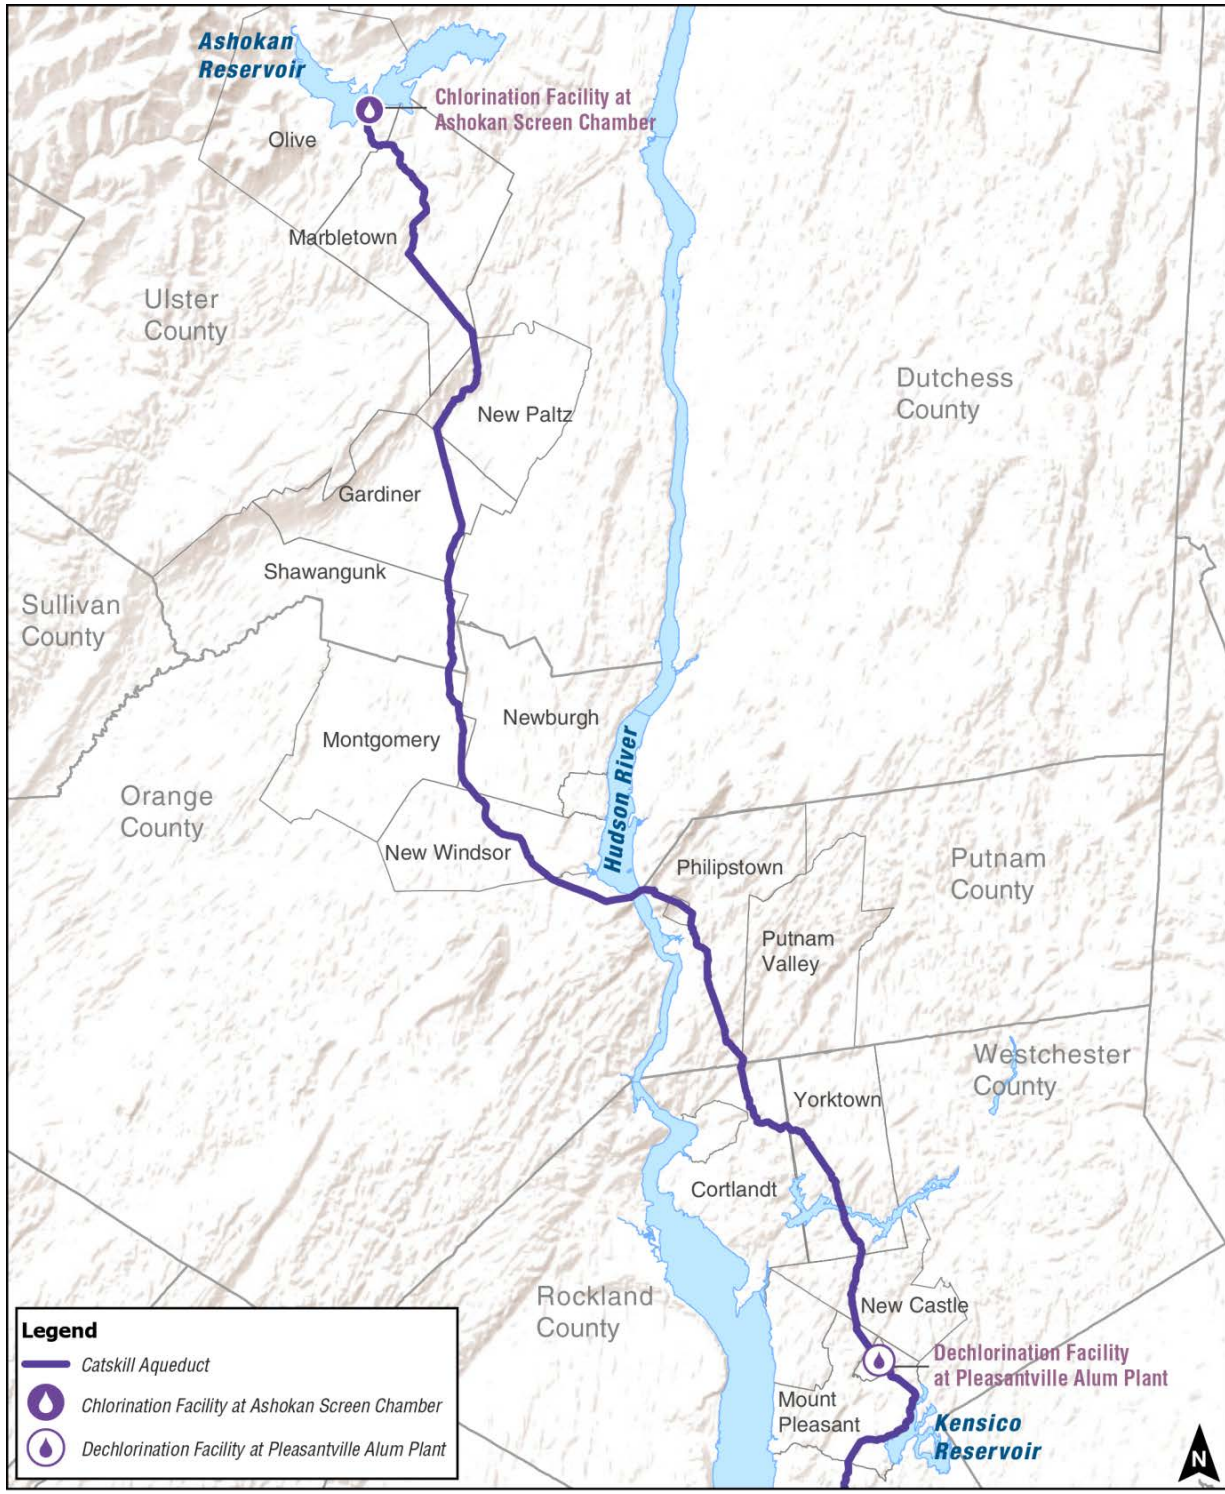 Ashokan
Reservoir
Chlorination Facility at
Ashokan Screen Chamber
Olive
Marbletown
Ulster
County
Dutchess
County
New Paltz
Gardiner
Shawangunk
Sullivan
County
Newburgh
Montgomery
Hudson River
Orange
County
New Windsor
Philipstown
Putnam
County
Putnam
Valley
Westchester
County
Yorktown
Cortlandt
Rockland
County
New Castle
Dechlorination Facility
at Pleasantville Alum Plant
Mount
Pleasant
Kensico
Reservoir
Legend
Catskill Aqueduct
Chlorination Facility at Ashokan Screen Chamber
Dechlorination Facility at Pleasantville Alum Plant
N